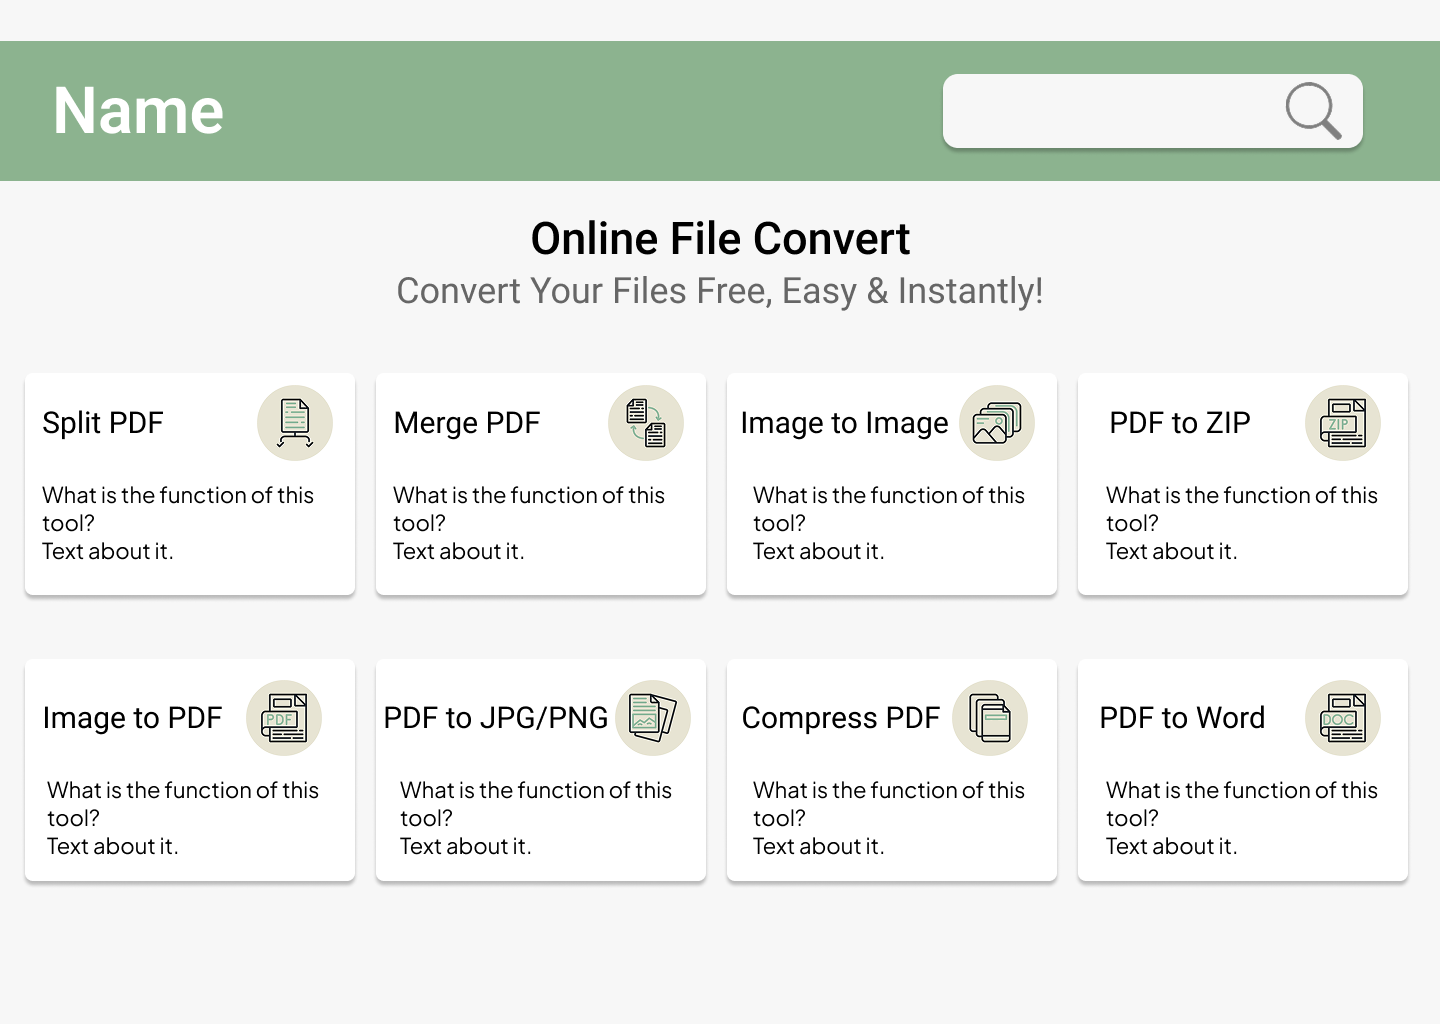 Name
Online File Convert
Convert Your Files Free, Easy & Instantly!
Split PDF
What is the function of this
tool?
Text about it.
Merge PDF
What is the function of this
tool?
Text about it.
Image to Image
What is the function of this
tool?
Text about it.
PDF to ZIP
ZIP
What is the function of this
tool?
Text about it.
Image to PDF
PDF
What is the function of this
tool?
Text about it.
PDF to JPG/PNG
What is the function of this
tool?
Text about it.
Compress PDF
What is the function of this
tool?
Text about it.
PDF to Word
DOC
What is the function of this
tool?
Text about it.